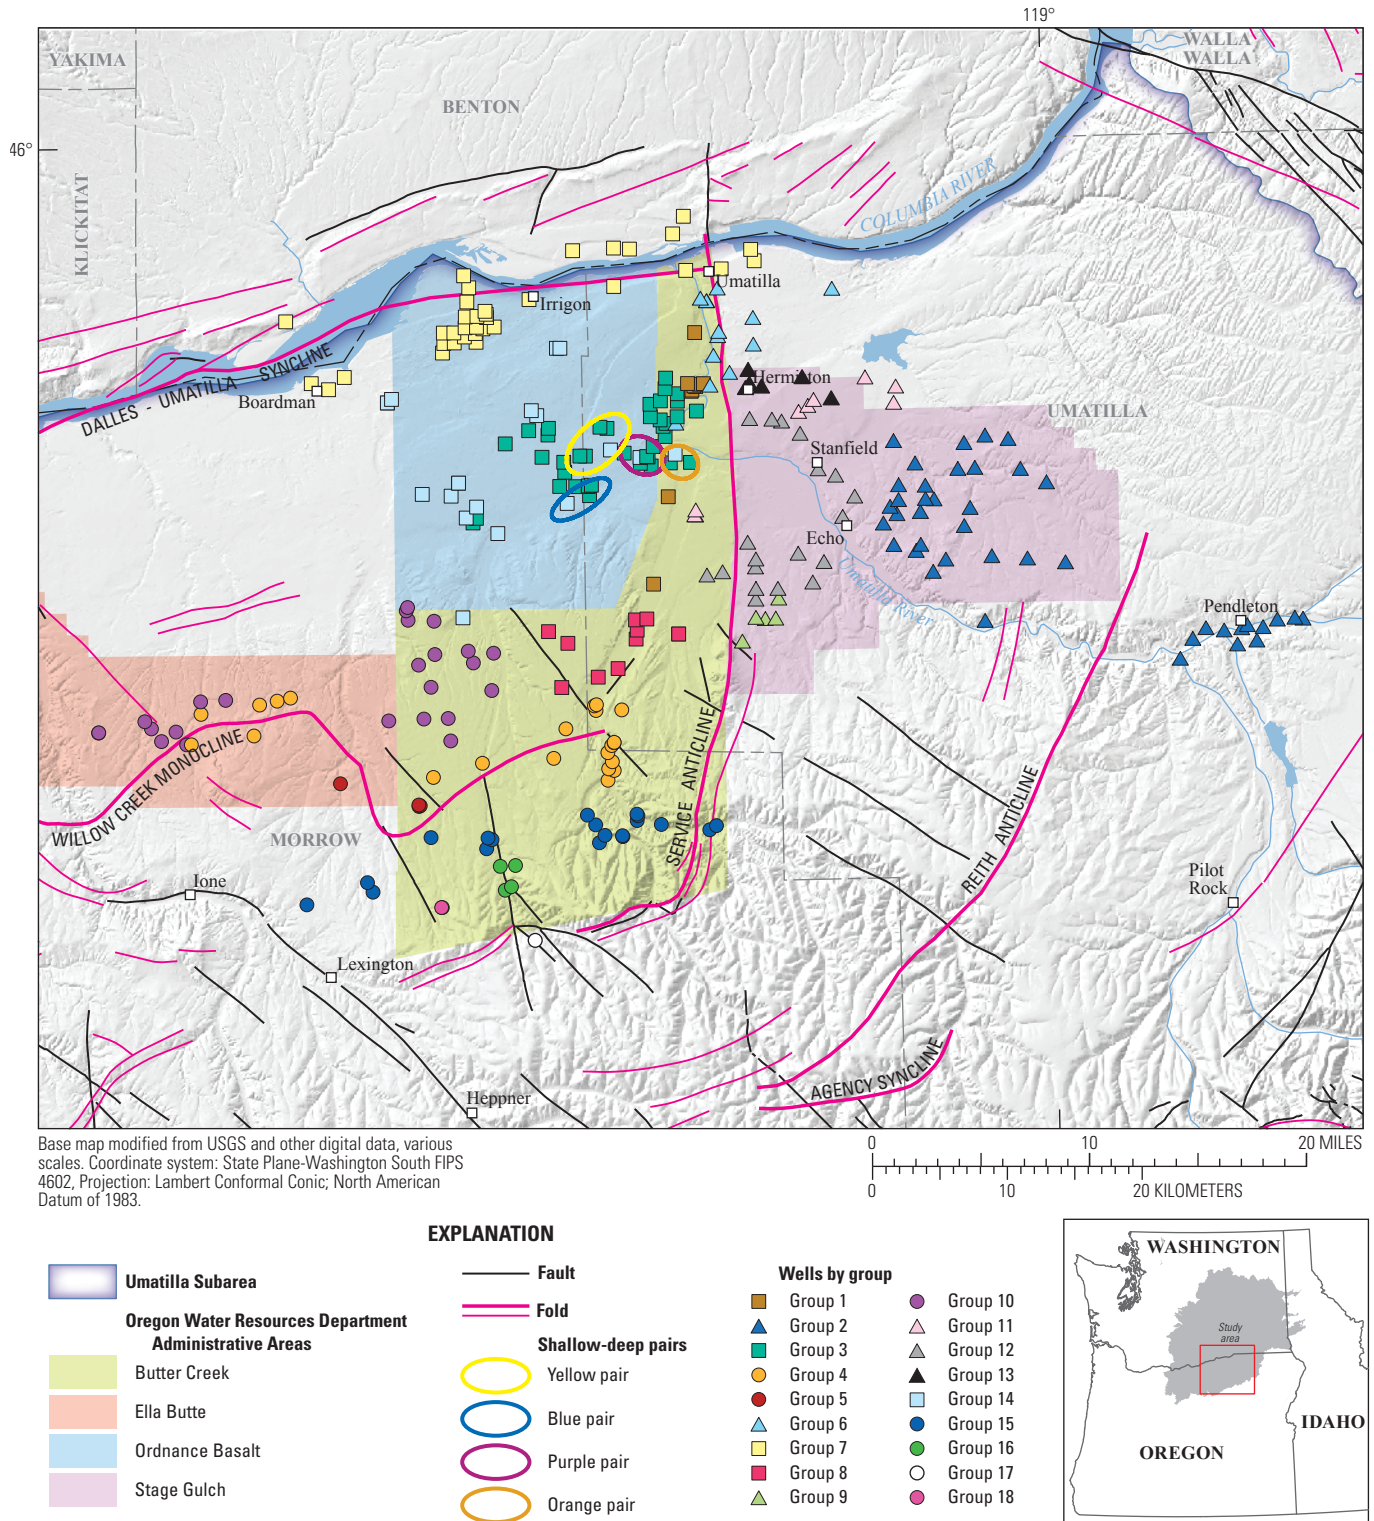 119°
WALLA
WALLA
YAKIMA
BENTON
46°
KLICKITAT
COLUMBIA RIVER
Umatilla
Irrigon
DALLES - UMATILLA SYNCLINE
Boardman
Hermiston
UMATILLA
Stanfield
Echo
Umatilla River
Pendleton
WILLOW CREEK MONOCLINE
SERVICE ANTICLINE
REITH ANTICLINE
MORROW
Ione
Pilot
Rock
Lexington
AGENCY SYNCLINE
Heppner
Base map modified from USGS and other digital data, various
scales. Coordinate system: State Plane-Washington South FIPS
4602, Projection: Lambert Conformal Conic; North American
Datum of 1983.
0 10 20 MILES
0 10 20 KILOMETERS
EXPLANATION
Umatilla Subarea
Oregon Water Resources Department
Administrative Areas
Butter Creek
Ella Butte
Ordnance Basalt
Stage Gulch
Fault
Fold
Shallow-deep pairs
Yellow pair
Blue pair
Purple pair
Orange pair
Wells by group
Group 1
Group 2
Group 3
Group 4
Group 5
Group 6
Group 7
Group 8
Group 9
Group 10
Group 11
Group 12
Group 13
Group 14
Group 15
Group 16
Group 17
Group 18
WASHINGTON
Study
area
IDAHO
OREGON